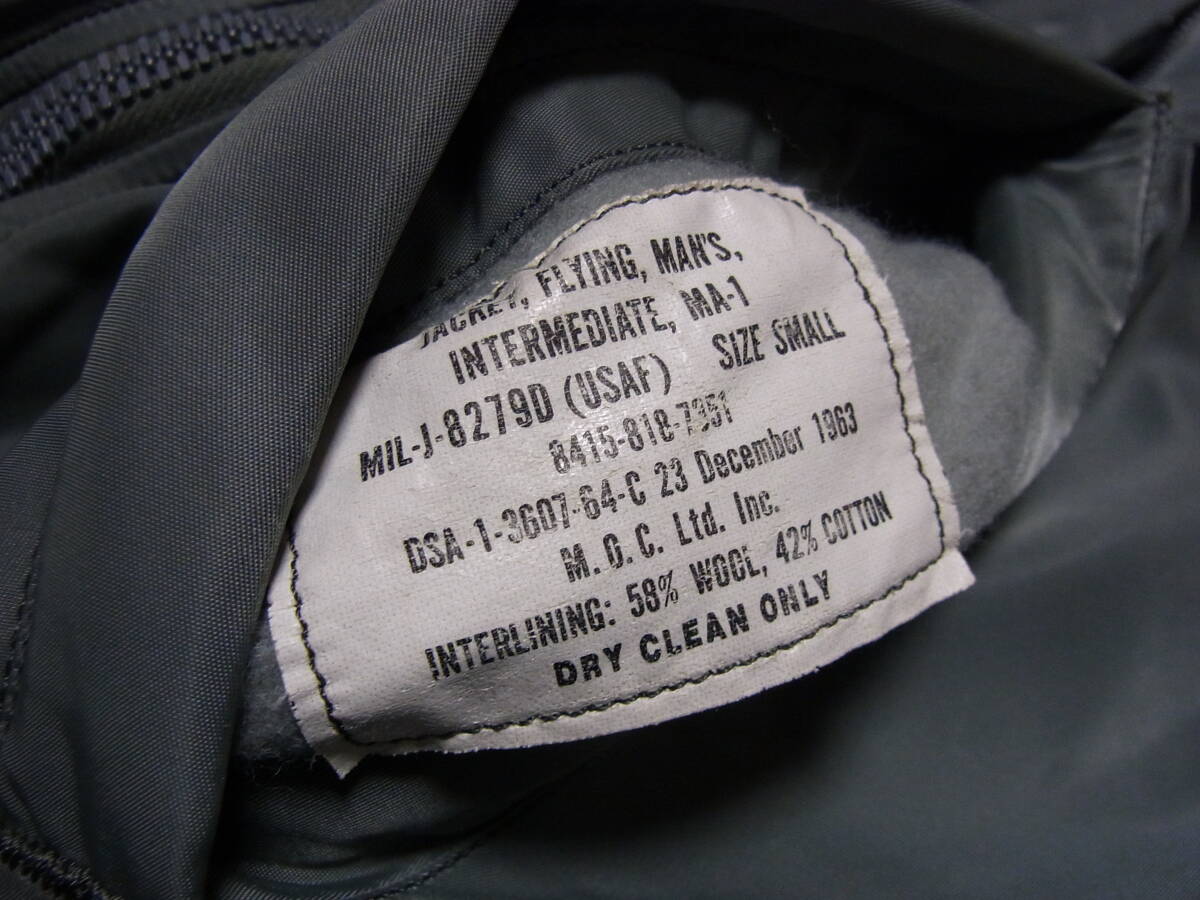 JACKET, FLYING, MAN'S,
INTERMEDIATE, MA-1
MIL-J-8279D (USAF) SIZE SMALL
8415-818-7951
DSA-1-3607-64-C 23 December 1963
M.O.C. Ltd. Inc.
INTERLINING: 58% WOOL, 42% COTTON
DRY CLEAN ONLY